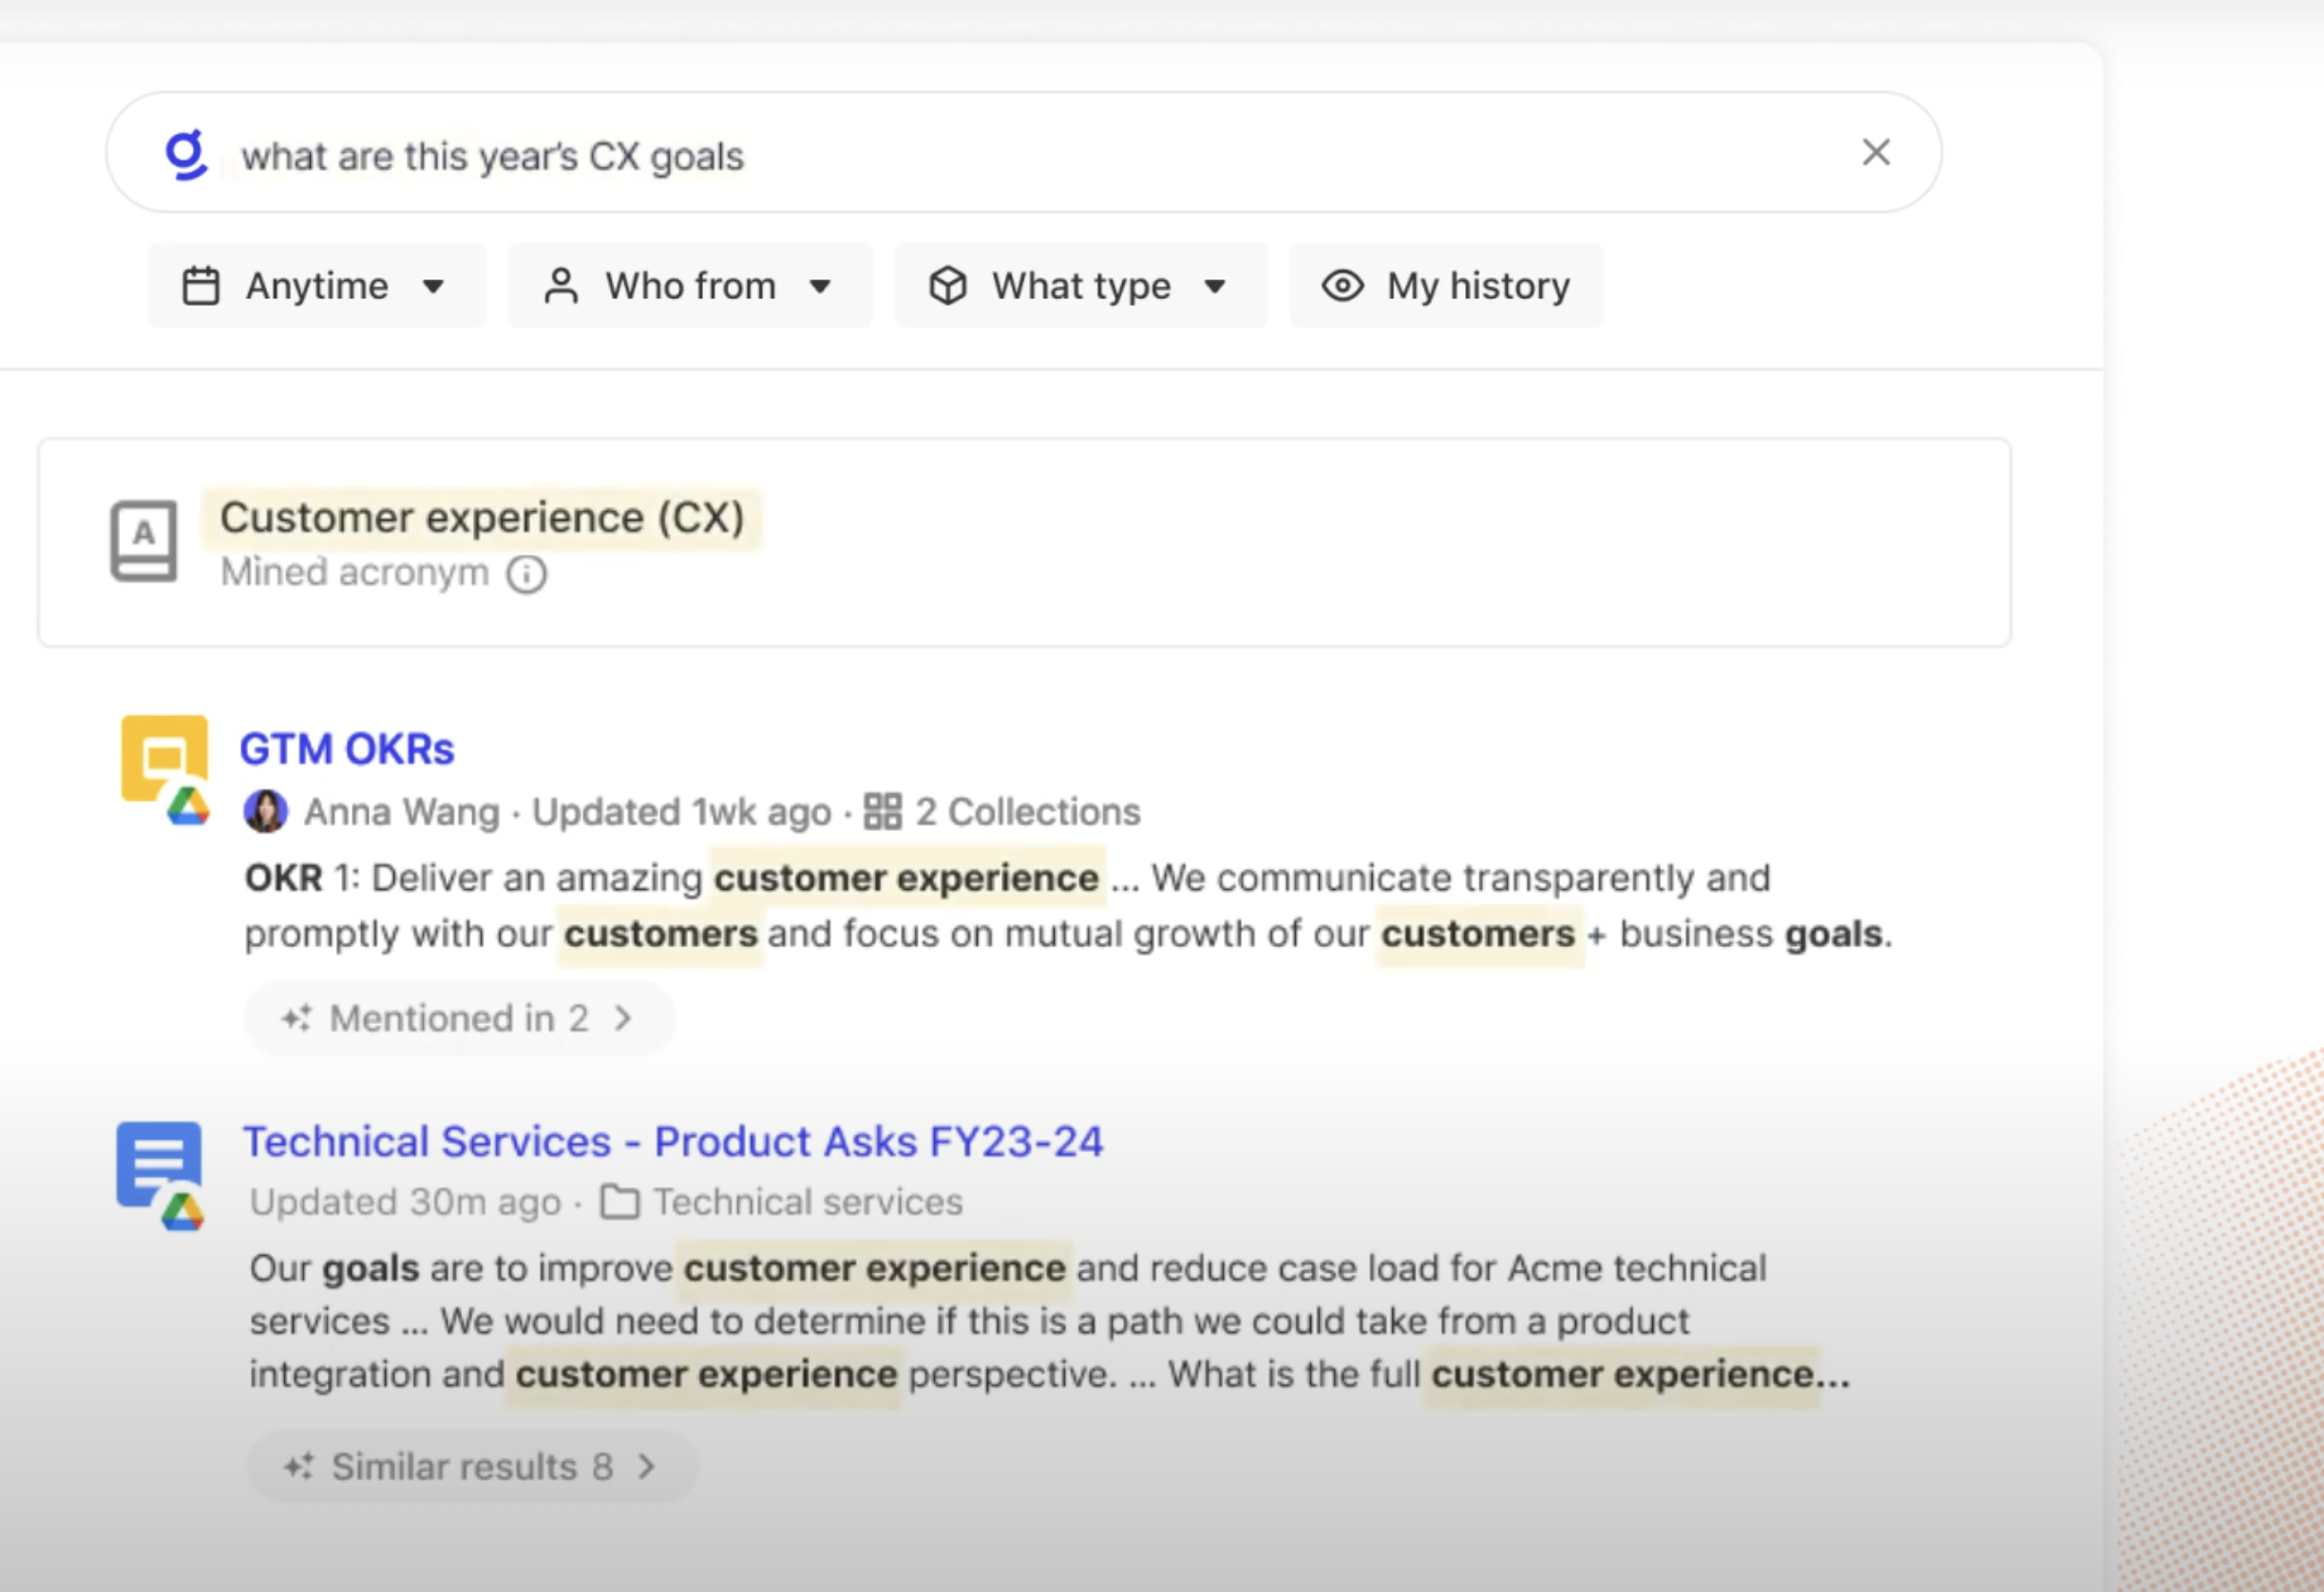 what are this year's CX goals
Anytime
Who from
What type
My history
A
Customer experience (CX)
Mined acronym
GTM OKRs
Anna Wang · Updated 1wk ago · 2 Collections
OKR 1: Deliver an amazing customer experience ... We communicate transparently and
promptly with our customers and focus on mutual growth of our customers + business goals.
Mentioned in 2
Technical Services - Product Asks FY23-24
Updated 30m ago · Technical services
Our goals are to improve customer experience and reduce case load for Acme technical
services ... We would need to determine if this is a path we could take from a product
integration and customer experience perspective. ... What is the full customer experience...
Similar results 8